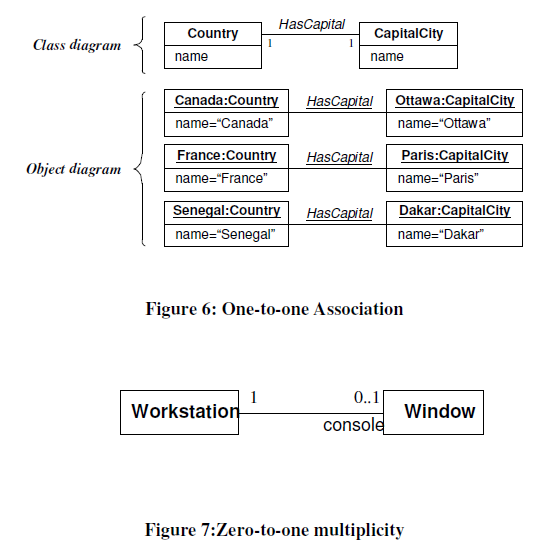 HasCapital
Class diagram
Country
CapitalCity
1
1
name
name
Object diagram
Canada:Country
HasCapital
Ottawa:CapitalCity
name=“Canada”
name=“Ottawa”
France:Country
HasCapital
Paris:CapitalCity
name=“France”
name=“Paris”
Senegal:Country
HasCapital
Dakar:CapitalCity
name=“Senegal”
name=“Dakar”
Figure 6: One-to-one Association
Workstation
1
0..1
console
Window
Figure 7:Zero-to-one multiplicity